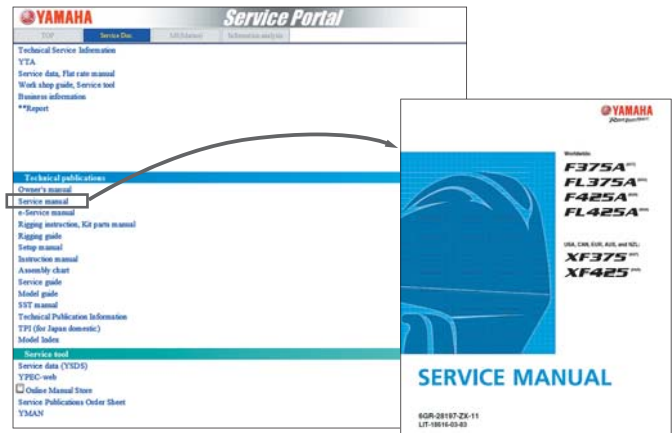 YAMAHA
Service Portal
TOP
Service Doc.
Information analysis
Technical Service Information
YTA
Service data, Flat rate manual
Work shop guide, Service tool
Business information
**Report
Technical publications
Owner's manual
Service manual
e-Service manual
Rigging instruction, Kit parts manual
Rigging guide
Setup manual
Instruction manual
Assembly chart
Service guide
Model guide
SST manual
Technical Publication Information
TPI (for Japan domestic)
Model Index
Service tool
Service data (YSDS)
YPEC-web
Online Manual Store
Service Publications Order Sheet
YMAN
YAMAHA
Worldwide:
F375A
FL375A
F425A
FL425A
USA, CAN, EUR, AUS, and NZL:
XF375
XF425
SERVICE MANUAL
6GR-28197-ZX-11
LIT-18616-03-83